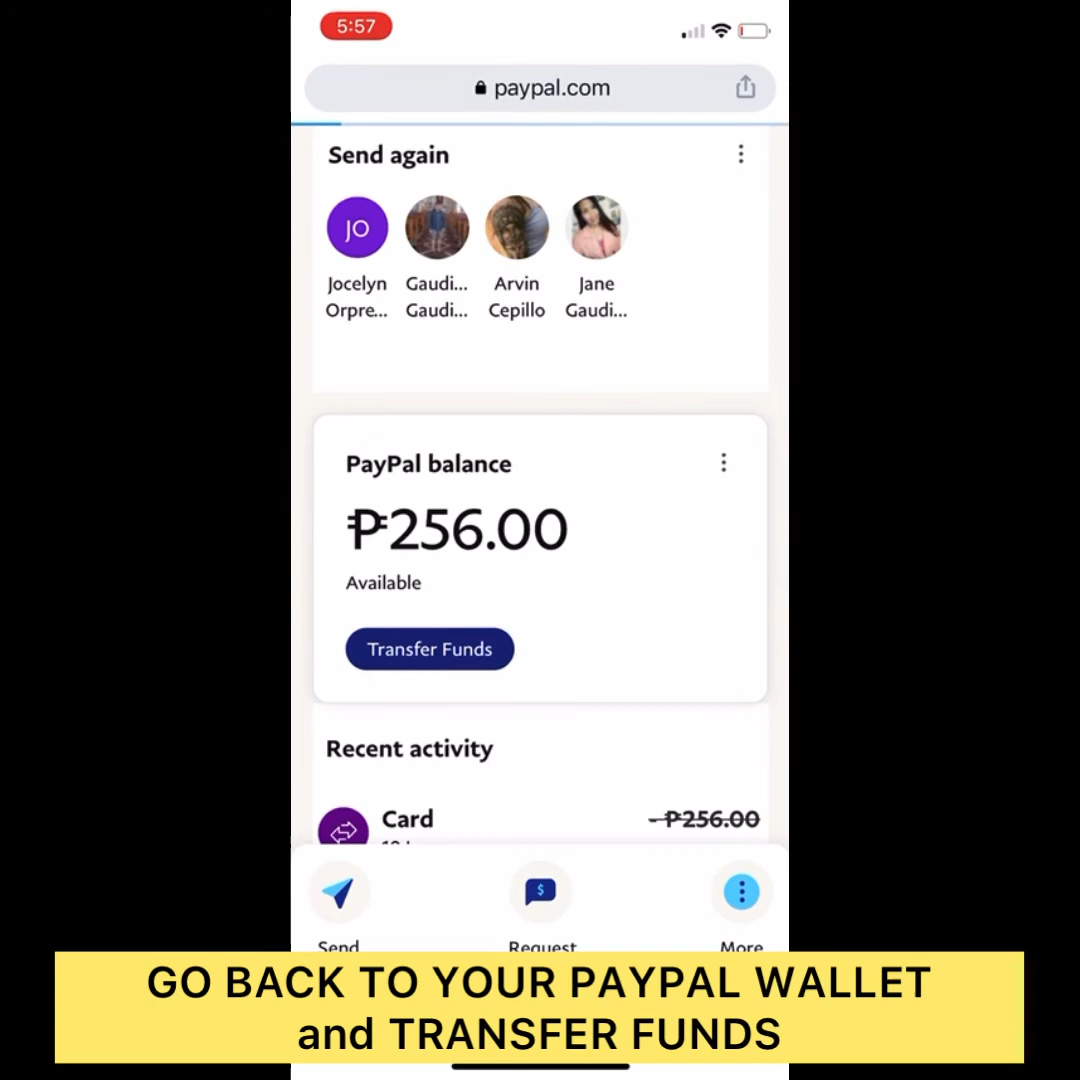 5:57
paypal.com
Send again
JO
Jocelyn Gaudi... Arvin Jane
Orpre... Gaudi... Cepillo Gaudi...
PayPal balance
₱256.00
Available
Transfer Funds
Recent activity
Card - ₱256.00
$
Send Request More
GO BACK TO YOUR PAYPAL WALLET
and TRANSFER FUNDS